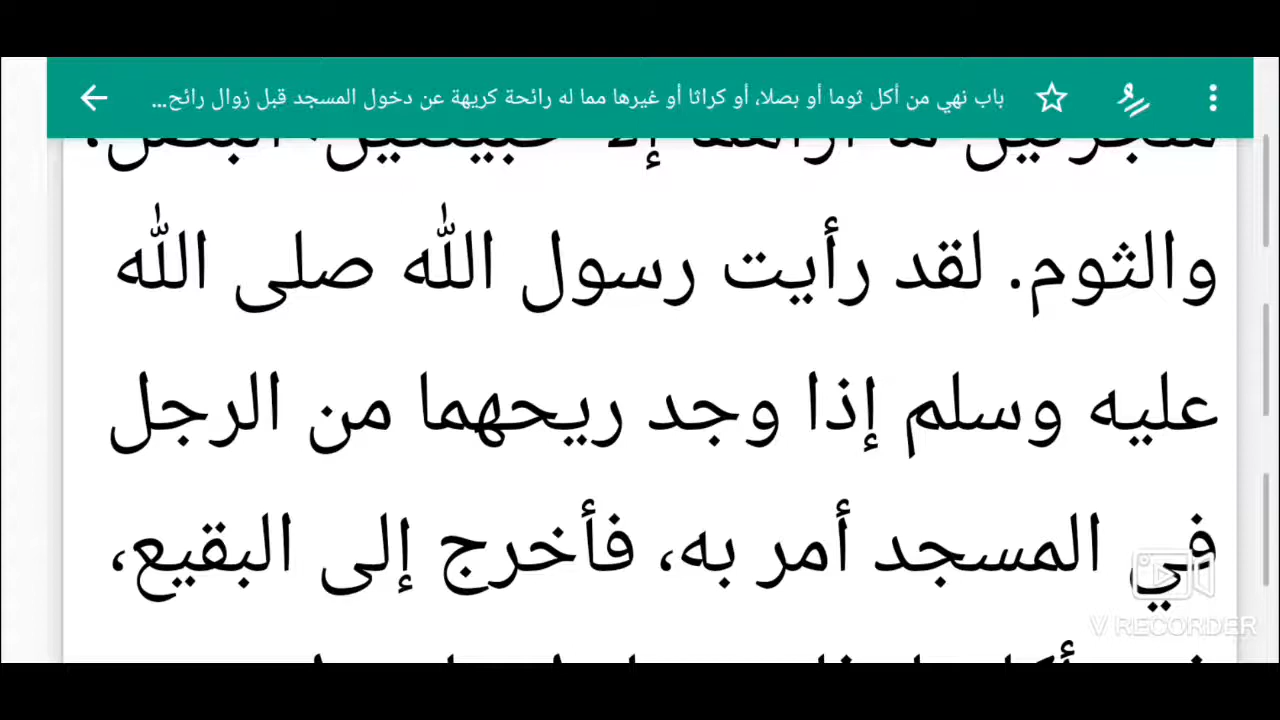 باب نهي من أكل ثوما أو بصلا، أو كراثا أو غيرها مما له رائحة كريهة عن دخول المسجد قبل زوال رائح...
والثوم. لقد رأيت رسول الله صلى الله
عليه وسلم إذا وجد ريحهما من الرجل
في المسجد أمر به، فأخرج إلى البقيع،
V RECORDER